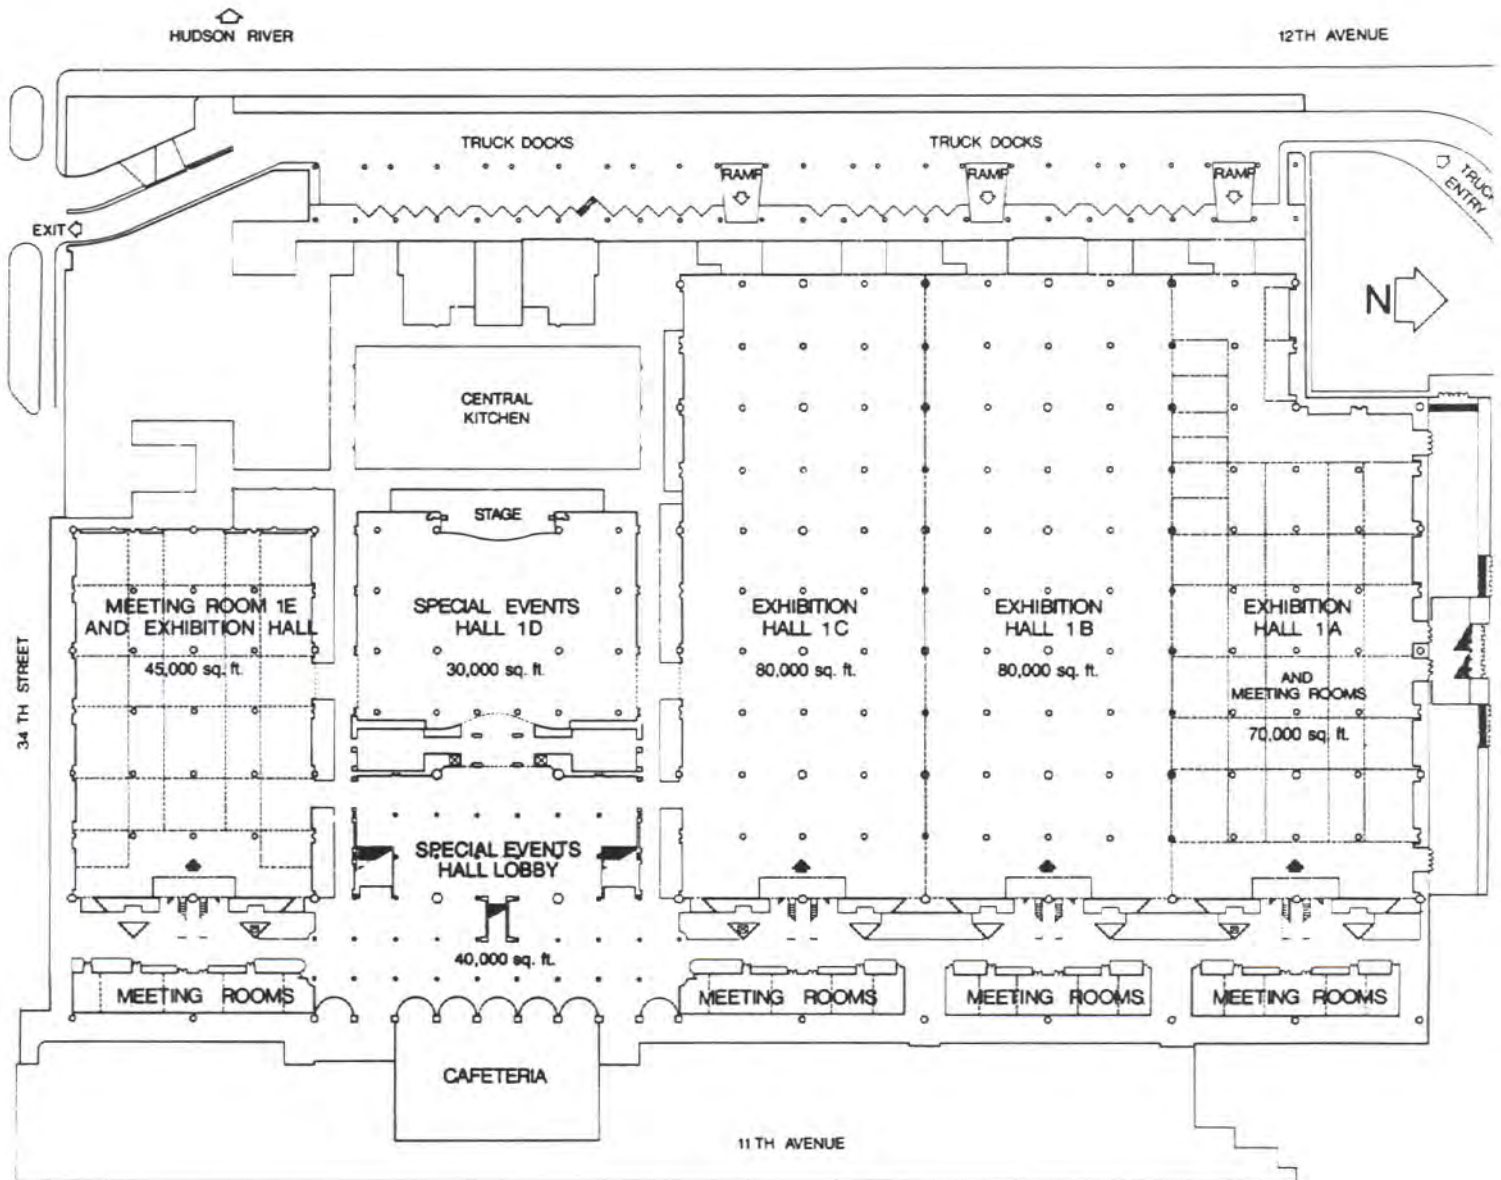 HUDSON RIVER
12TH AVENUE
TRUCK DOCKS
TRUCK DOCKS
RAMP
RAMP
RAMP
ENTRY
EXIT
N
CENTRAL
KITCHEN
STAGE
MEETING ROOM 1E
AND EXHIBITION HALL
45,000 sq. ft.
SPECIAL EVENTS
HALL 1D
30,000 sq. ft.
EXHIBITION
HALL 1C
80,000 sq. ft.
EXHIBITION
HALL 1B
80,000 sq. ft.
EXHIBITION
HALL 1A
AND
MEETING ROOMS
70,000 sq. ft.
34 TH STREET
SPECIAL EVENTS
HALL LOBBY
40,000 sq. ft.
MEETING ROOMS
MEETING ROOMS
MEETING ROOMS
MEETING ROOMS
CAFETERIA
11 TH AVENUE